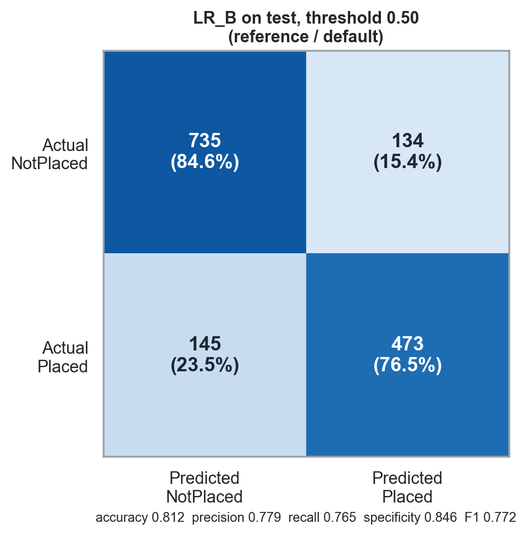 LR_B on test, threshold 0.50
(reference / default)
Actual
NotPlaced
735
(84.6%)
134
(15.4%)
Actual
Placed
145
(23.5%)
473
(76.5%)
Predicted
NotPlaced
Predicted
Placed
accuracy 0.812 precision 0.779 recall 0.765 specificity 0.846 F1 0.772